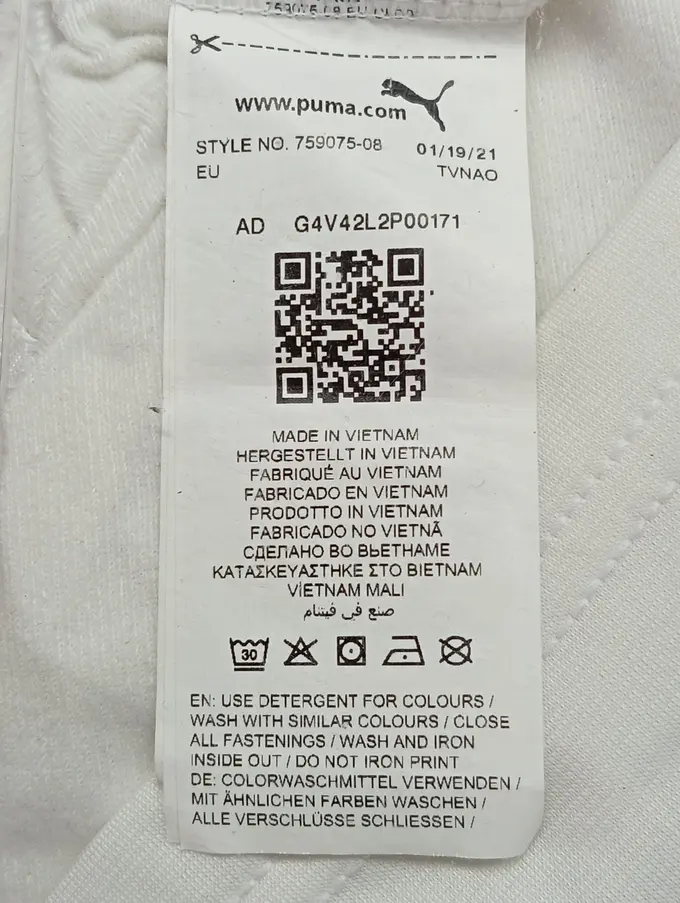 www.puma.com
STYLE NO. 759075-08 01/19/21
EU TVNAO
AD G4V42L2P00171
MADE IN VIETNAM
HERGESTELLT IN VIETNAM
FABRIQUÉ AU VIETNAM
FABRICADO EN VIETNAM
PRODOTTO IN VIETNAM
FABRICADO NO VIETNÃ
СДЕЛАНО ВО ВЬЕТНАМЕ
ΚΑΤΑΣΚΕΥΑΣΤΗΚΕ ΣΤΟ ΒΙΕΤΝΑΜ
VİETNAM MALI
صنع في فيتنام
30
EN: USE DETERGENT FOR COLOURS /
WASH WITH SIMILAR COLOURS / CLOSE
ALL FASTENINGS / WASH AND IRON
INSIDE OUT / DO NOT IRON PRINT
DE: COLORWASCHMITTEL VERWENDEN /
MIT ÄHNLICHEN FARBEN WASCHEN /
ALLE VERSCHLÜSSE SCHLIESSEN /